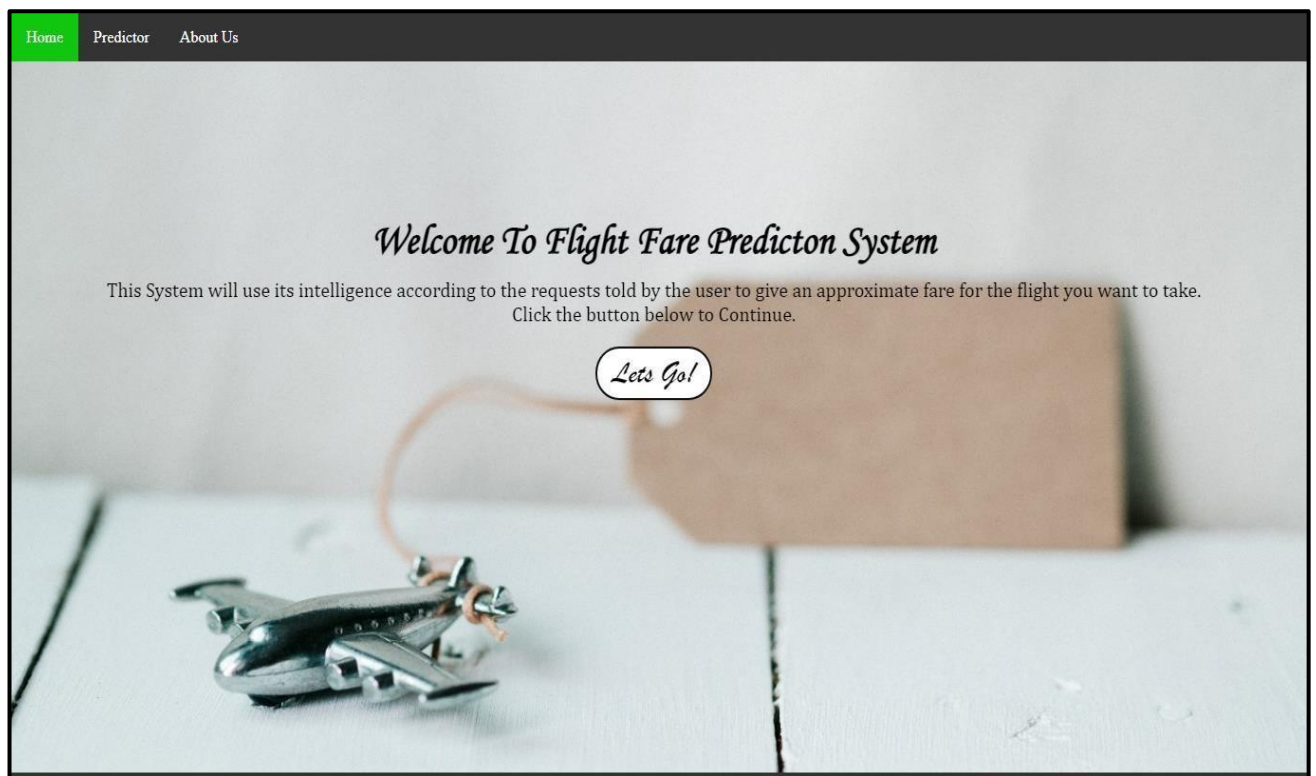 Home Predictor About Us
Welcome To Flight Fare Predicton System
This System will use its intelligence according to the requests told by the user to give an approximate fare for the flight you want to take.
Click the button below to Continue.
Lets Go!